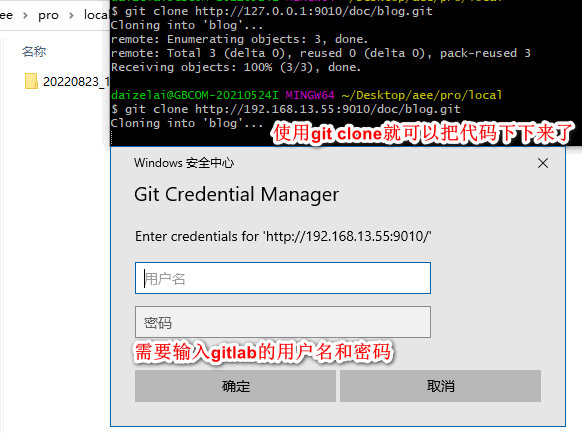 ee › pro › local
名称
20220823_1
$ git clone http://127.0.0.1:9010/doc/blog.git
Cloning into 'blog'...
remote: Enumerating objects: 3, done.
remote: Total 3 (delta 0), reused 0 (delta 0), pack-reused 3
Receiving objects: 100% (3/3), done.
daizelai@GBCOM-20210524I MINGW64 ~/Desktop/aee/pro/local
$ git clone http://192.168.13.55:9010/doc/blog.git
Cloning into 'blog'...
使用git clone就可以把代码下下来了
Windows 安全中心
Git Credential Manager
Enter credentials for 'http://192.168.13.55:9010/'
用户名
密码
需要输入gitlab的用户名和密码
确定
取消